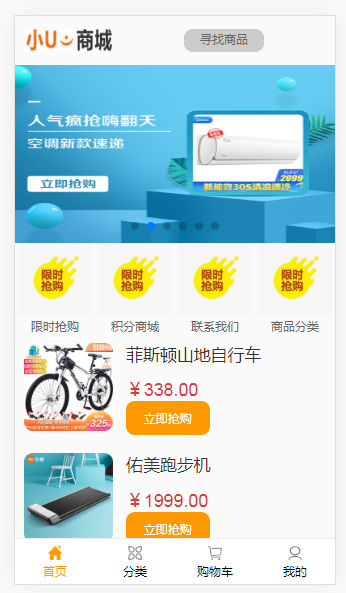 小U商城
寻找商品
人气疯抢嗨翻天
空调新款速递
立即抢购
Midea
2999
新能效30S清凉速冷
限时抢购 限时抢购 限时抢购 限时抢购
限时抢购 积分商城 联系我们 商品分类
菲斯顿山地自行车
¥338.00
立即抢购
325
佑美跑步机
¥1999.00
立即抢购
首页 分类 购物车 我的